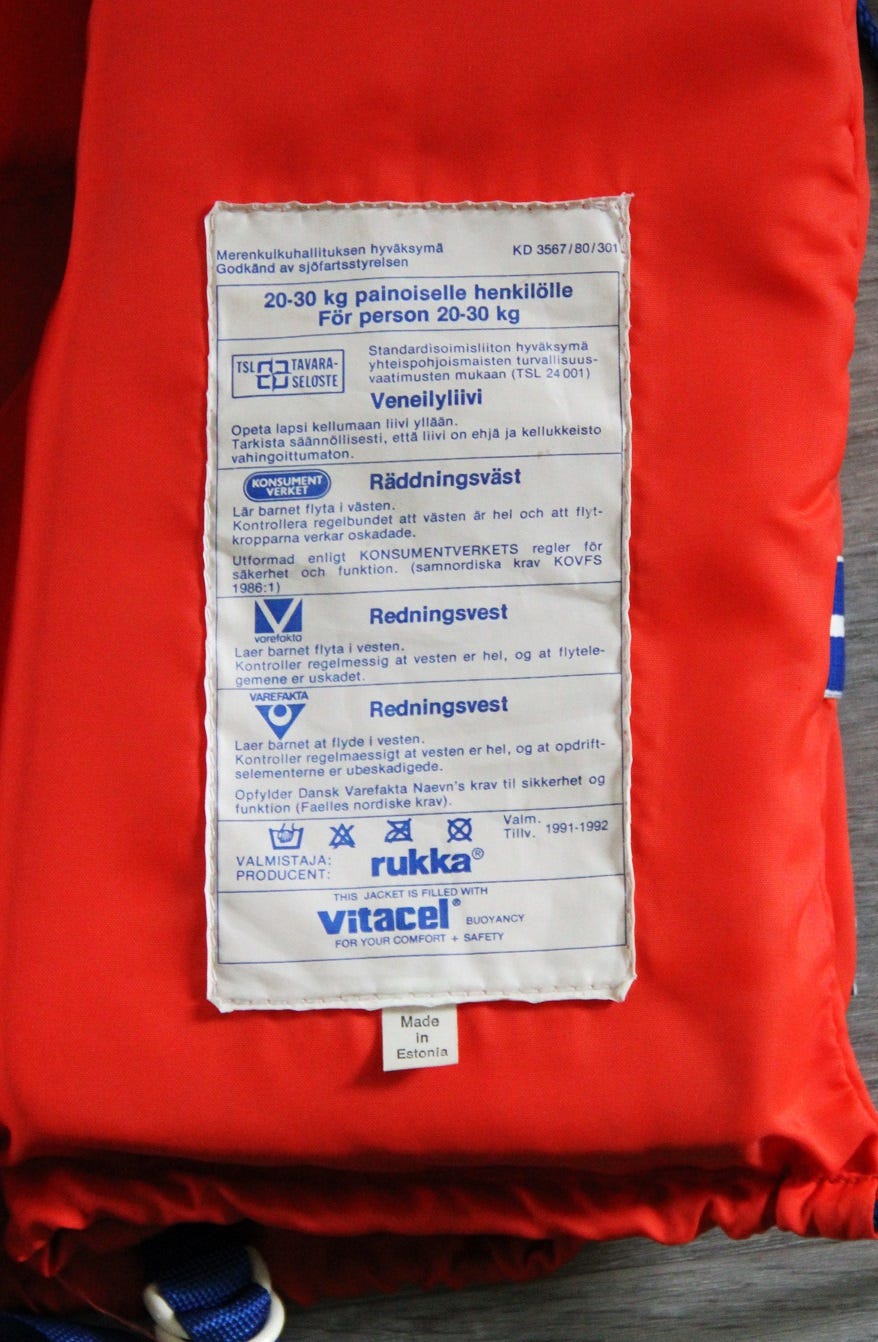 Merenkulkuhallituksen hyväksymä KD 3567/80/301
Godkänd av sjöfartsstyrelsen
20-30 kg painoiselle henkilölle
För person 20-30 kg
TSL TAVARA-
SELOSTE
Standardisoimisliiton hyväksymä
yhteispohjoismaisten turvallisuus-
vaatimusten mukaan (TSL 24 001)
Veneilyliivi
Opeta lapsi kellumaan liivi yllään.
Tarkista säännöllisesti, että liivi on ehjä ja kellukkeisto
vahingoittumaton.
KONSUMENT
VERKET
Räddningsväst
Lär barnet flyta i västen.
Kontrollera regelbundet att västen är hel och att flyt-
kropparna verkar oskadade.
Utformad enligt KONSUMENTVERKETS regler för
säkerhet och funktion. (samnordiska krav KOVFS
1986:1)
varefakta
Redningsvest
Laer barnet flyta i vesten.
Kontroller regelmessig at vesten er hel, og at flytele-
gemene er uskadet.
VAREFAKTA
Redningsvest
Laer barnet at flyde i vesten.
Kontroller regelmaessigt at vesten er hel, og at opdrift-
selementerne er ubeskadigede.
Opfylder Dansk Varefakta Naevn's krav til sikkerhet og
funktion (Faelles nordiske krav).
Valm.
Tillv. 1991-1992
VALMISTAJA:
PRODUCENT:
rukka®
THIS JACKET IS FILLED WITH
Vitacel® BUOYANCY
FOR YOUR COMFORT + SAFETY
Made
in
Estonia